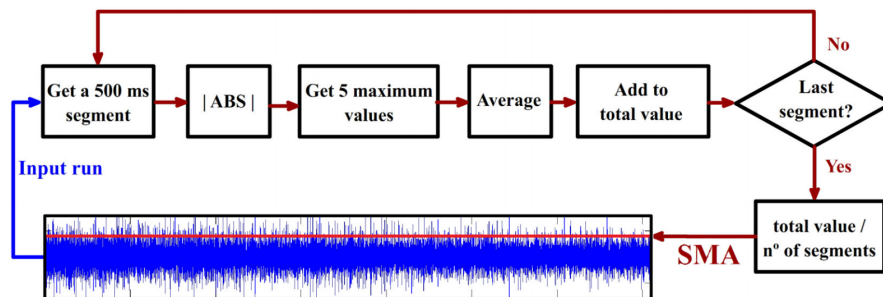 No
Get a 500 ms
segment
| ABS |
Get 5 maximum
values
Average
Add to
total value
Last
segment?
Input run
Yes
SMA
total value /
nº of segments